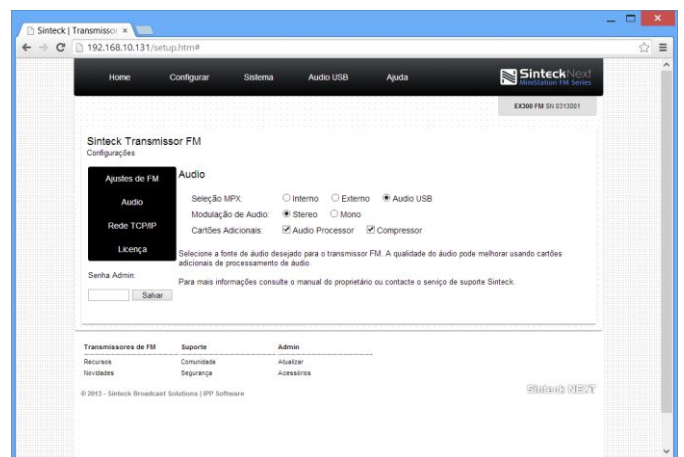 Sinteck | Transmissor
192.168.10.131/setup.htm#
Home Configurar Sistema Audio USB Ajuda
SinteckNext
MiniStation FM Series
EX300 FM SN 0313001
Sinteck Transmissor FM
Configurações
Ajustes de FM
Audio
Rede TCP/IP
Licença
Senha Admin:
Salvar
Audio
Seleção MPX: Interno Externo Audio USB
Modulação de Audio: Stereo Mono
Cartões Adicionais: Audio Processor Compressor
Selecione a fonte de áudio desejado para o transmissor FM. A qualidade do áudio pode melhorar usando cartões
adicionais de processamento de áudio.
Para mais informações consulte o manual do proprietário ou contacte o serviço de suporte Sinteck.
Transmissores de FM Suporte Admin
Recursos Comunidade Atualizar
Novidades Segurança Acessórios
© 2013 - Sinteck Broadcast Solutions | IPP Software
Sinteck NEXT